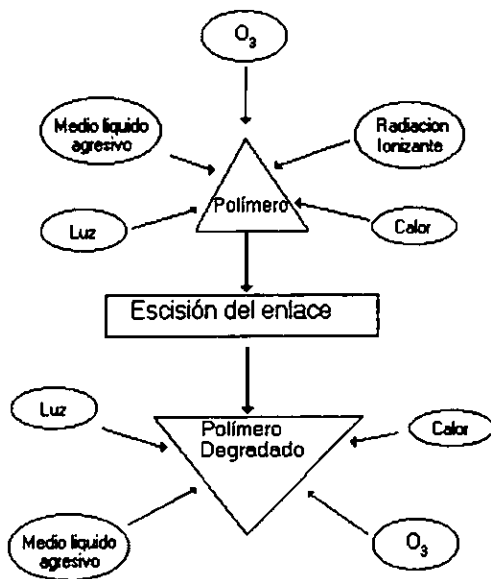 O₃
Medio liquido
agresivo
Radiacion
Ionizante
Polímero
Luz
Calor
Escisión del enlace
Luz
Polímero
Degradado
Calor
Medio liquido
agresivo
O₃